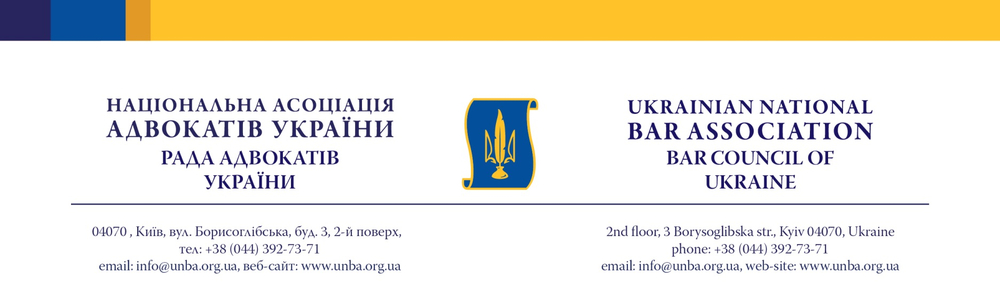 НАЦІОНАЛЬНА АСОЦІАЦІЯ
АДВОКАТІВ УКРАЇНИ
РАДА АДВОКАТІВ
УКРАЇНИ
04070 , Київ, вул. Борисоглібська, буд. 3, 2-й поверх,
тел: +38 (044) 392-73-71
email: info@unba.org.ua, веб-сайт: www.unba.org.ua
UKRAINIAN NATIONAL
BAR ASSOCIATION
BAR COUNCIL OF
UKRAINE
2nd floor, 3 Borysoglibska str., Kyiv 04070, Ukraine
phone: +38 (044) 392-73-71
email: info@unba.org.ua, web-site: www.unba.org.ua